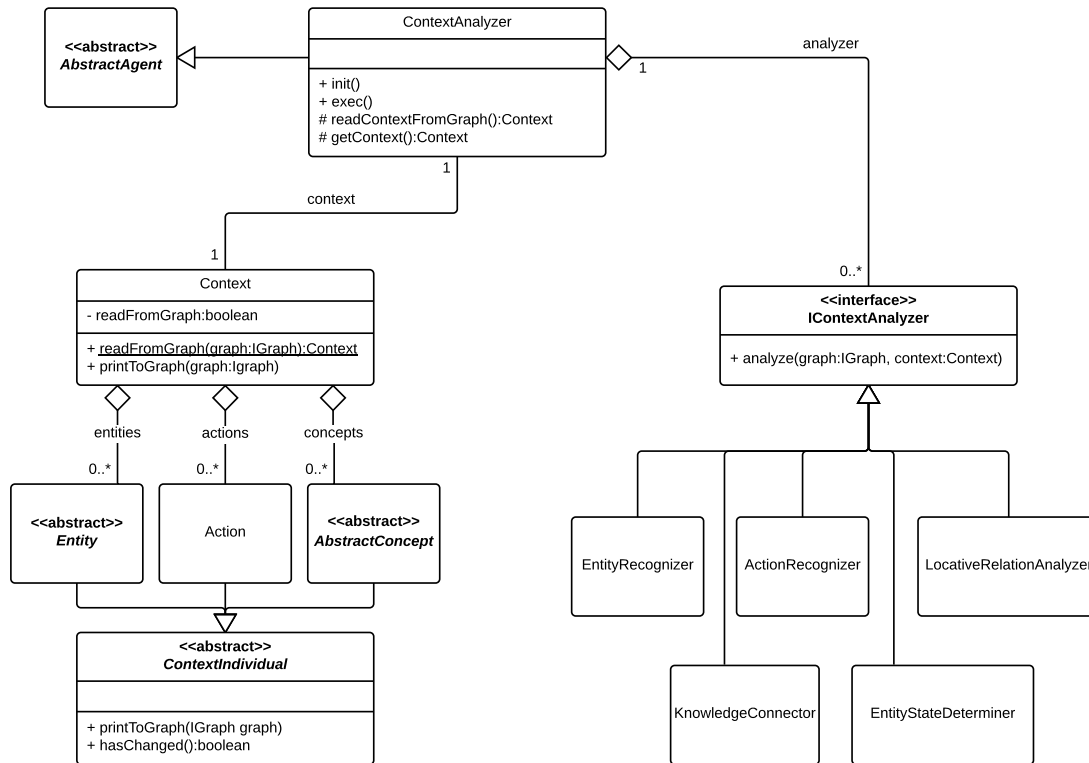 ContextAnalyzer
<<abstract>>
AbstractAgent
analyzer
1
+ init()
+ exec()
# readContextFromGraph():Context
# getContext():Context
1
context
1
0..*
Context
- readFromGraph:boolean
+ readFromGraph(graph:IGraph):Context
+ printToGraph(graph:Igraph)
<<interface>>
IContextAnalyzer
+ analyze(graph:IGraph, context:Context)
entities
actions
concepts
0..*
0..*
0..*
<<abstract>>
Entity
Action
<<abstract>>
AbstractConcept
EntityRecognizer
ActionRecognizer
LocativeRelationAnalyzer
<<abstract>>
ContextIndividual
+ printToGraph(IGraph graph)
+ hasChanged():boolean
KnowledgeConnector
EntityStateDeterminer